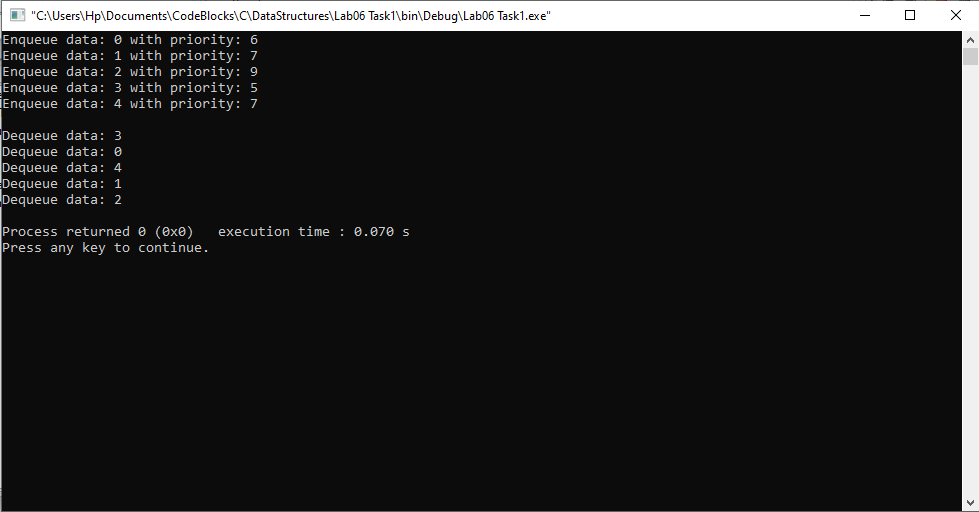 "C:\Users\Hp\Documents\CodeBlocks\C\DataStructures\Lab06 Task1\bin\Debug\Lab06 Task1.exe"
Enqueue data: 0 with priority: 6
Enqueue data: 1 with priority: 7
Enqueue data: 2 with priority: 9
Enqueue data: 3 with priority: 5
Enqueue data: 4 with priority: 7
Dequeue data: 3
Dequeue data: 0
Dequeue data: 4
Dequeue data: 1
Dequeue data: 2
Process returned 0 (0x0)   execution time : 0.070 s
Press any key to continue.